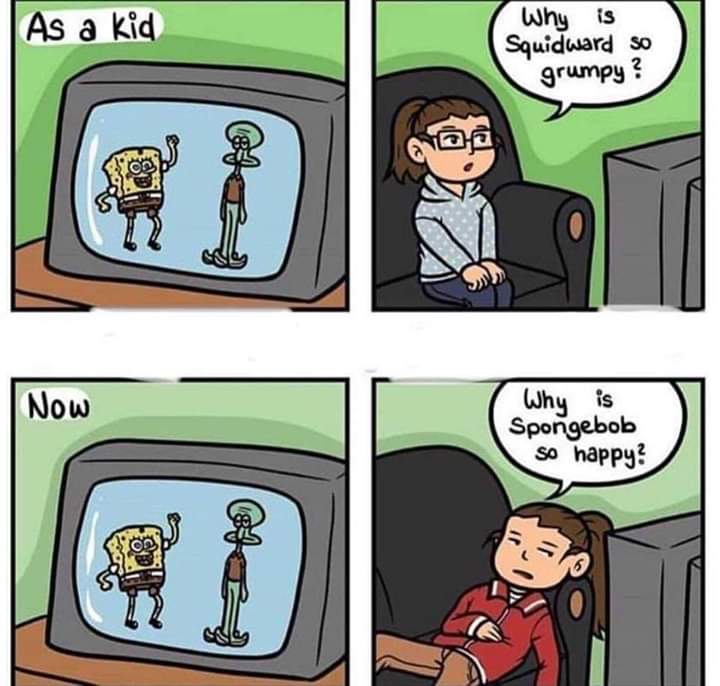 As a kid
Why is
Squidward so
grumpy?
Now
Why is
Spongebob
so happy?